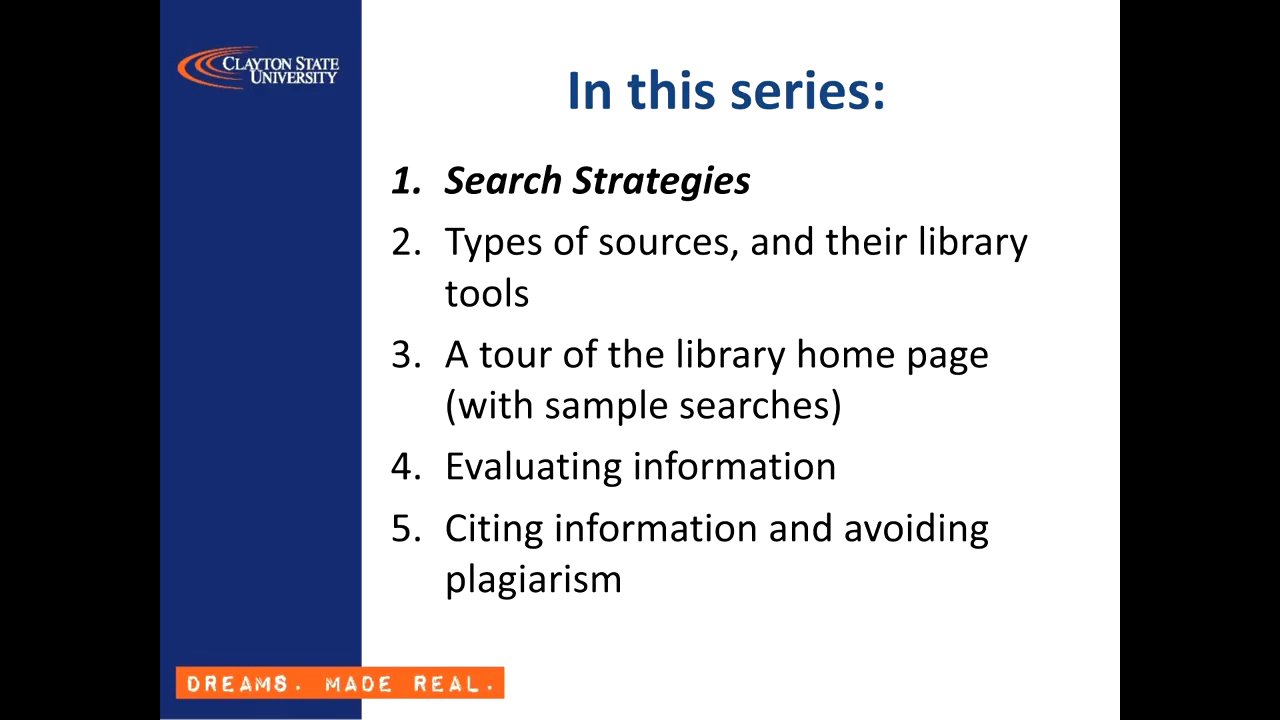 CLAYTON STATE
UNIVERSITY
In this series:
1. Search Strategies
2. Types of sources, and their library
tools
3. A tour of the library home page
(with sample searches)
4. Evaluating information
5. Citing information and avoiding
plagiarism
DREAMS. MADE REAL.